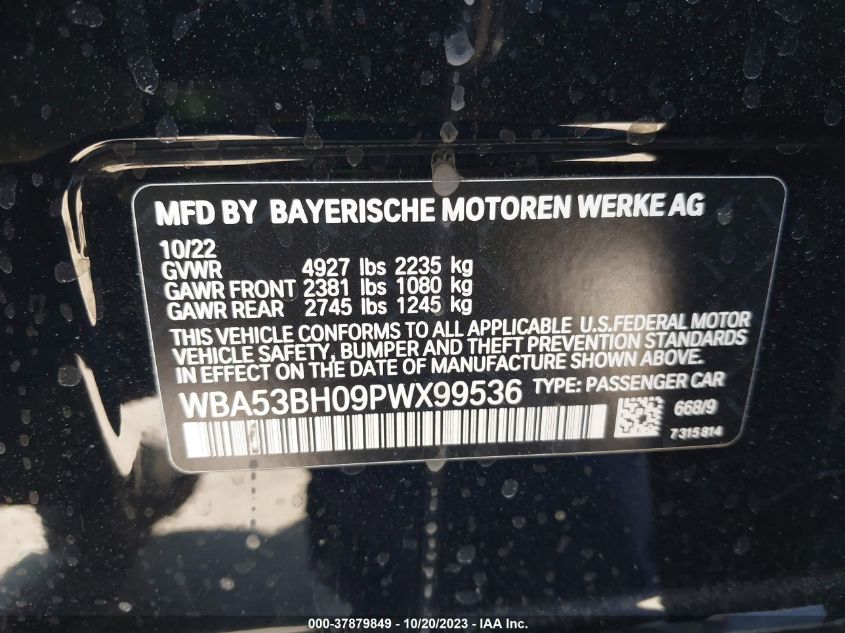 MFD BY BAYERISCHE MOTOREN WERKE AG
10/22
GVWR 4927 lbs 2235 kg
GAWR FRONT 2381 lbs 1080 kg
GAWR REAR 2745 lbs 1245 kg
THIS VEHICLE CONFORMS TO ALL APPLICABLE U.S.FEDERAL MOTOR
VEHICLE SAFETY, BUMPER AND THEFT PREVENTION STANDARDS
IN EFFECT ON THE DATE OF MANUFACTURE SHOWN ABOVE.
WBA53BH09PWX99536 TYPE: PASSENGER CAR
668/9
7 315 814
000-37879849 - 10/20/2023 - IAA Inc.